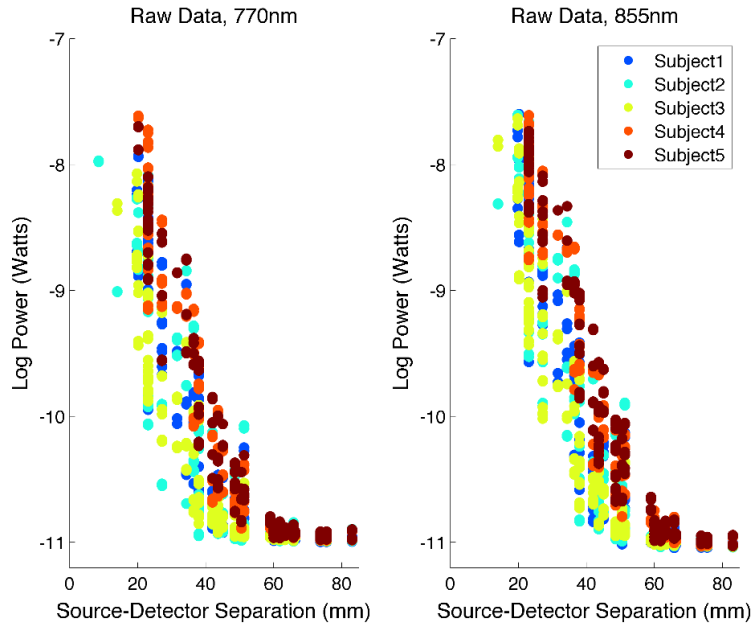 Raw Data, 770nm
Log Power (Watts)
-7
-8
-9
-10
-11
0
20
40
60
80
Source-Detector Separation (mm)
Raw Data, 855nm
Subject1
Subject2
Subject3
Subject4
Subject5
Log Power (Watts)
-7
-8
-9
-10
-11
0
20
40
60
80
Source-Detector Separation (mm)